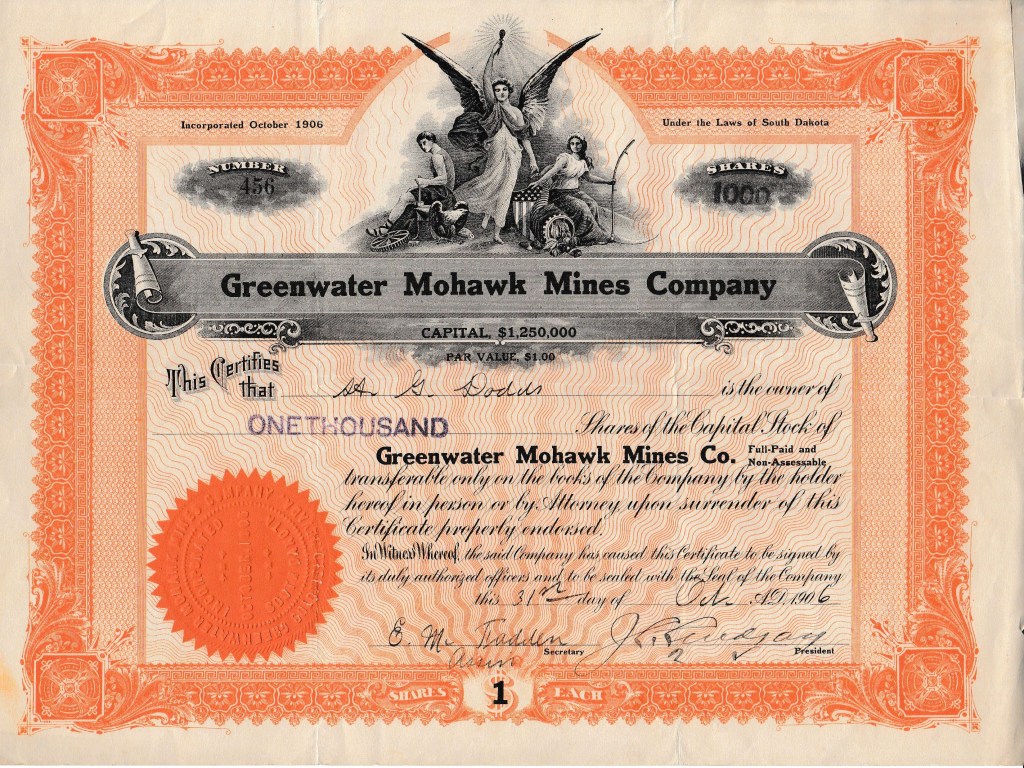 Incorporated October 1906
Under the Laws of South Dakota
NUMBER
456
SHARES
1000
Greenwater Mohawk Mines Company
CAPITAL, $1,250,000
PAR VALUE, $1.00
This Certifies that H. G. Dodds is the owner of
ONE THOUSAND Shares of the Capital Stock of
Greenwater Mohawk Mines Co. Full-Paid and Non-Assessable
transferable only on the books of the Company by the holder
hereof in person or by Attorney upon surrender of this
Certificate properly endorsed.
In Witness Whereof, the said Company has caused this Certificate to be signed by
its duly authorized officers and to be sealed with the Seal of the Company
this 31st day of Oct. A.D. 1906
E. M.
Secretary
President
SHARES $1 EACH